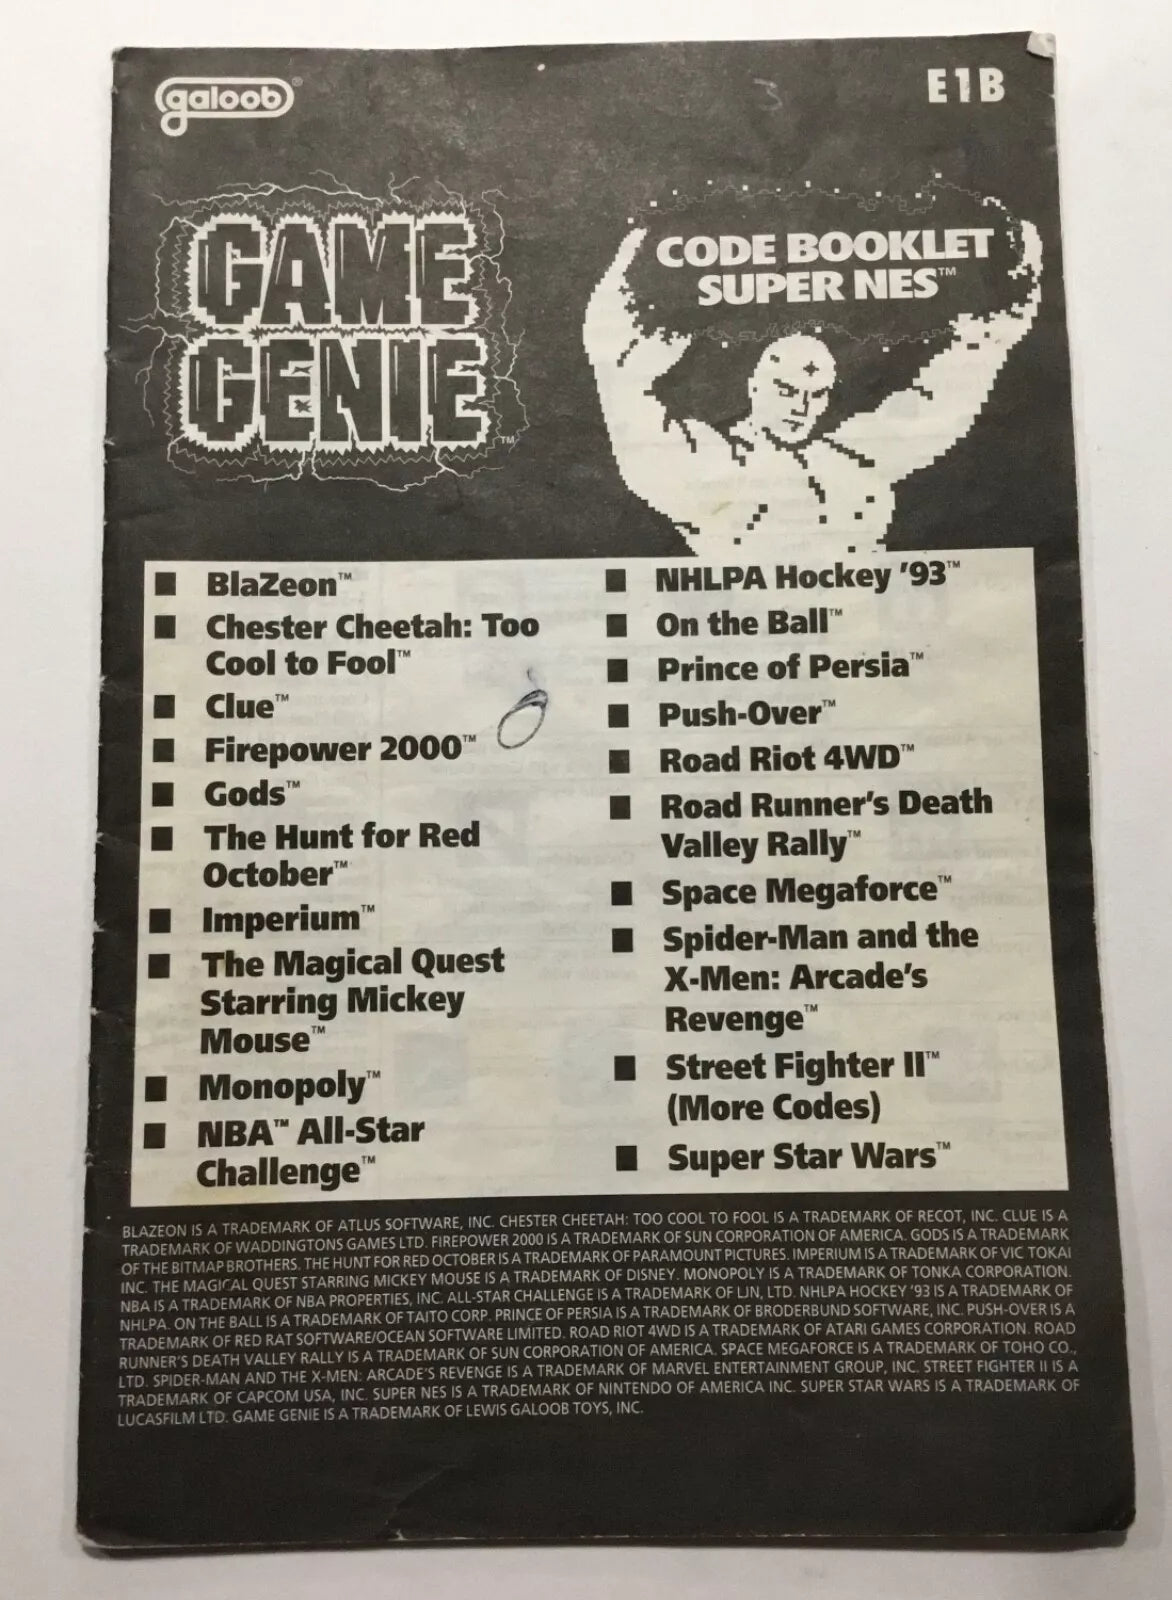 galoob®
E1B
GAME
GENIE™
CODE BOOKLET
SUPER NES™
■ BlaZeon™
■ Chester Cheetah: Too
Cool to Fool™
■ Clue™
■ Firepower 2000™
■ Gods™
■ The Hunt for Red
October™
■ Imperium™
■ The Magical Quest
Starring Mickey
Mouse™
■ Monopoly™
■ NBA™ All-Star
Challenge™
■ NHLPA Hockey '93™
■ On the Ball™
■ Prince of Persia™
■ Push-Over™
■ Road Riot 4WD™
■ Road Runner's Death
Valley Rally™
■ Space Megaforce™
■ Spider-Man and the
X-Men: Arcade's
Revenge™
■ Street Fighter II™
(More Codes)
■ Super Star Wars™
BLAZEON IS A TRADEMARK OF ATLUS SOFTWARE, INC. CHESTER CHEETAH: TOO COOL TO FOOL IS A TRADEMARK OF RECOT, INC. CLUE IS A
TRADEMARK OF WADDINGTONS GAMES LTD. FIREPOWER 2000 IS A TRADEMARK OF SUN CORPORATION OF AMERICA. GODS IS A TRADEMARK
OF THE BITMAP BROTHERS. THE HUNT FOR RED OCTOBER IS A TRADEMARK OF PARAMOUNT PICTURES. IMPERIUM IS A TRADEMARK OF VIC TOKAI
INC. THE MAGICAL QUEST STARRING MICKEY MOUSE IS A TRADEMARK OF DISNEY. MONOPOLY IS A TRADEMARK OF TONKA CORPORATION.
NBA IS A TRADEMARK OF NBA PROPERTIES, INC. ALL-STAR CHALLENGE IS A TRADEMARK OF LJN, LTD. NHLPA HOCKEY '93 IS A TRADEMARK OF
NHLPA. ON THE BALL IS A TRADEMARK OF TAITO CORP. PRINCE OF PERSIA IS A TRADEMARK OF BRODERBUND SOFTWARE, INC. PUSH-OVER IS A
TRADEMARK OF RED RAT SOFTWARE/OCEAN SOFTWARE LIMITED. ROAD RIOT 4WD IS A TRADEMARK OF ATARI GAMES CORPORATION. ROAD
RUNNER'S DEATH VALLEY RALLY IS A TRADEMARK OF SUN CORPORATION OF AMERICA. SPACE MEGAFORCE IS A TRADEMARK OF TOHO CO.,
LTD. SPIDER-MAN AND THE X-MEN: ARCADE'S REVENGE IS A TRADEMARK OF MARVEL ENTERTAINMENT GROUP, INC. STREET FIGHTER II IS A
TRADEMARK OF CAPCOM USA, INC. SUPER NES IS A TRADEMARK OF NINTENDO OF AMERICA INC. SUPER STAR WARS IS A TRADEMARK OF
LUCASFILM LTD. GAME GENIE IS A TRADEMARK OF LEWIS GALOOB TOYS, INC.